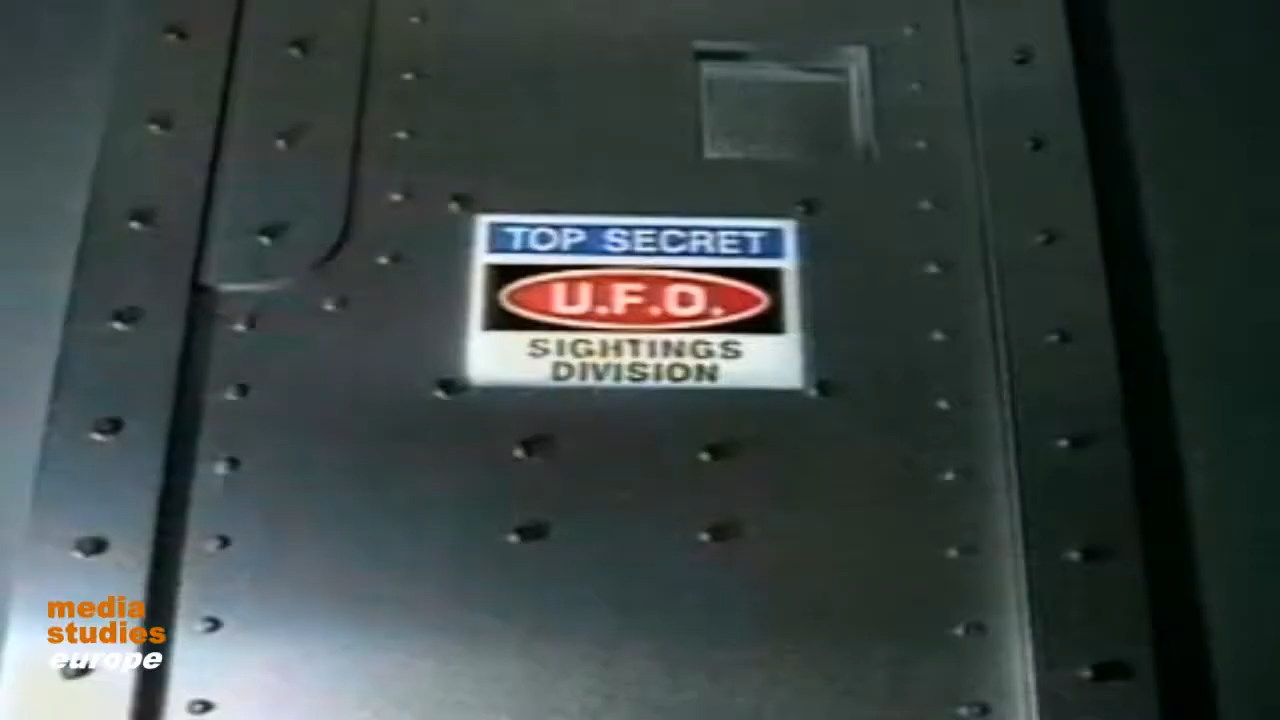 TOP SECRET
U.F.O.
SIGHTINGS
DIVISION
media
studies
europe